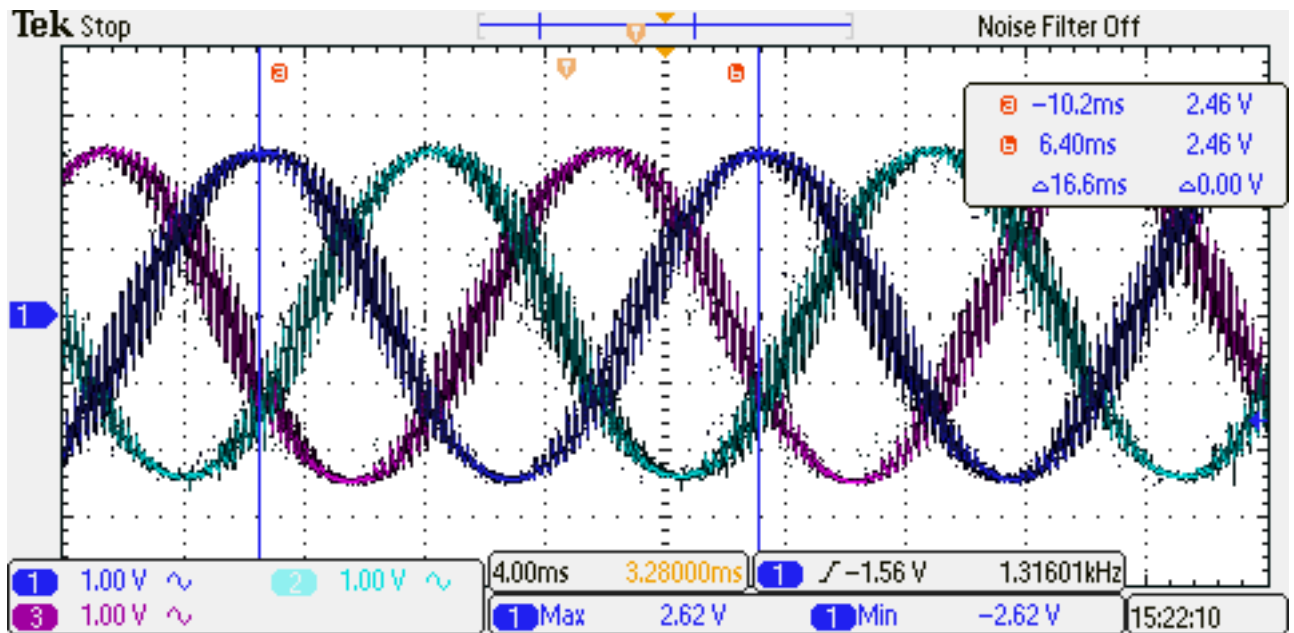 Tek Stop Noise Filter Off
T
a T b
a −10.2ms 2.46 V
b 6.40ms 2.46 V
△16.6ms △0.00 V
1
1 1.00 V 2 1.00 V 4.00ms 3.28000ms 1 −1.56 V 1.31601kHz
3 1.00 V 1 Max 2.62 V 1 Min −2.62 V 15:22:10